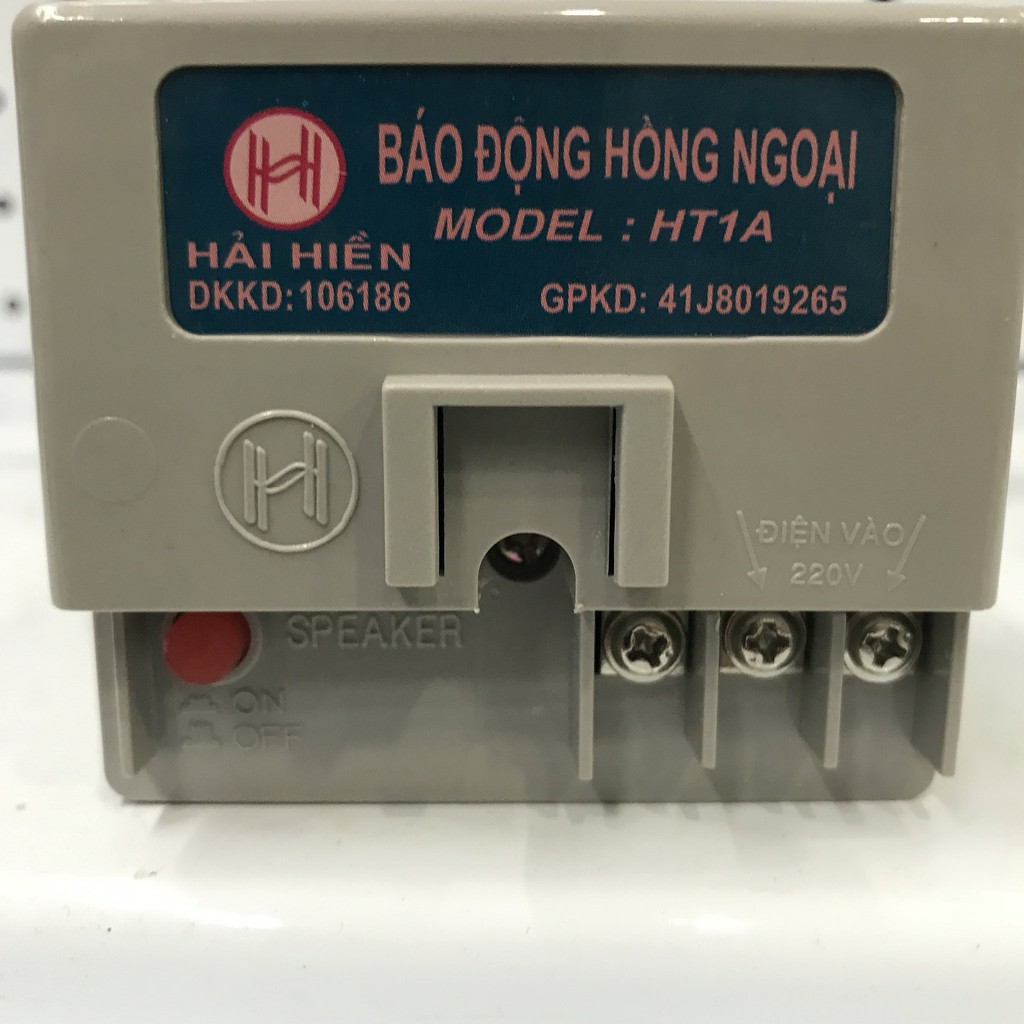 BÁO ĐỘNG HỒNG NGOẠI
MODEL : HT1A
HẢI HIỀN
DKKD: 106186
GPKD: 41J8019265
ĐIỆN VÀO
220V
SPEAKER
ON
OFF